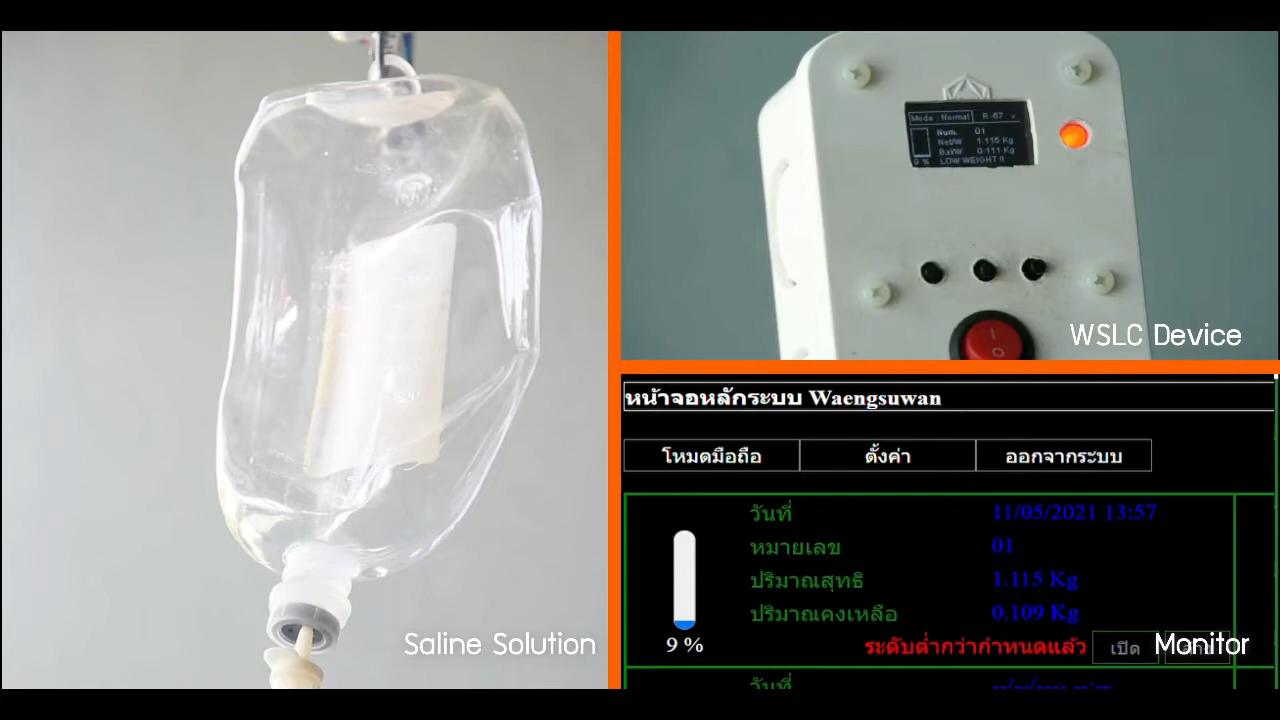 Saline Solution
Mode : Normal R -67
Num. 01
Net/W 1.115 Kg
Bal/W 0.111 Kg
9 % LOW WEIGHT !!
WSLC Device
หน้าจอหลักระบบ Waengsuwan
โหมดมือถือ ตั้งค่า ออกจากระบบ
วันที่ 11/05/2021 13:57
หมายเลข 01
ปริมาณสุทธิ 1.115 Kg
ปริมาณคงเหลือ 0.109 Kg
9 % ระดับต่ำกว่ากำหนดแล้ว เปิด
Monitor
วันที่